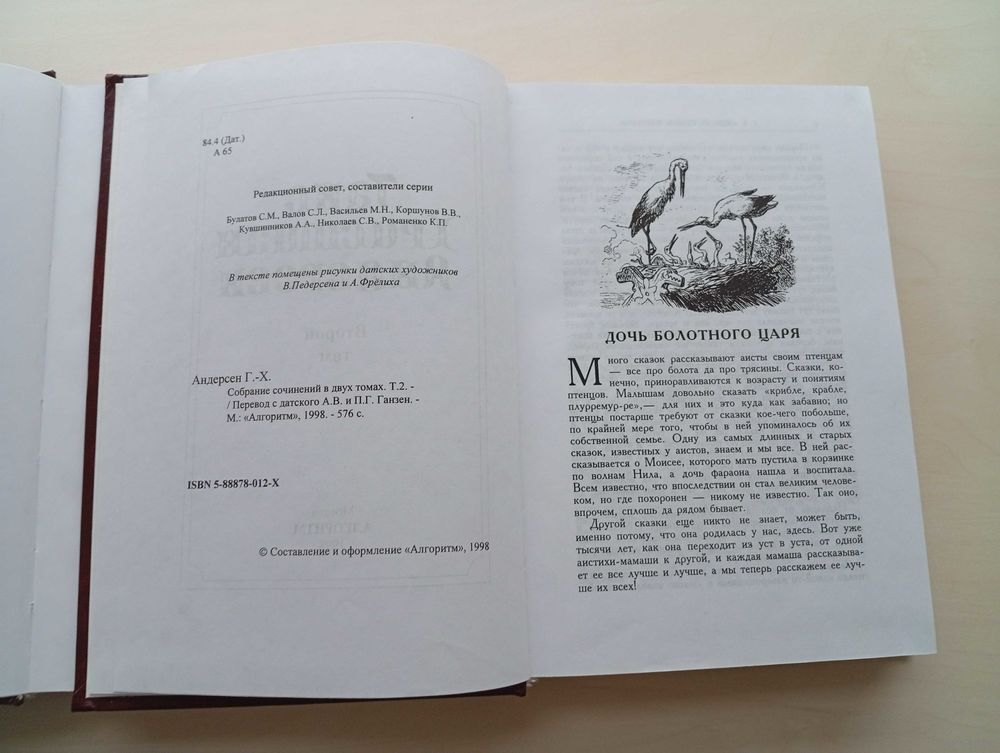 84.4 (Дат.)
А 65
Редакционный совет, составители серии
Булатов С.М., Валов С.Л., Васильев М.Н., Коршунов В.В.,
Кувшинников А.А., Николаев С.В., Романенко К.П.
В тексте помещены рисунки датских художников
В.Педерсена и А.Фрёлиха
Андерсен Г.-Х.
Собрание сочинений в двух томах. Т.2. -
/ Перевод с датского А.В. и П.Г. Ганзен. -
М.: «Алгоритм», 1998. - 576 с.
ISBN 5-88878-012-X
© Составление и оформление «Алгоритм», 1998
ДОЧЬ БОЛОТНОГО ЦАРЯ
Много сказок рассказывают аисты своим птенцам
— все про болота да про трясины. Сказки, ко-
нечно, приноравливаются к возрасту и понятиям
птенцов. Малышам довольно сказать «крибле, крабле,
плурремур-ре»,— для них и это куда как забавно; но
птенцы постарше требуют от сказки кое-чего побольше,
по крайней мере того, чтобы в ней упоминалось об их
собственной семье. Одну из самых длинных и старых
сказок, известных у аистов, знаем и мы все. В ней рас-
сказывается о Моисее, которого мать пустила в корзинке
по волнам Нила, а дочь фараона нашла и воспитала.
Всем известно, что впоследствии он стал великим челове-
ком, но где похоронен — никому не известно. Так оно,
впрочем, сплошь да рядом бывает.
Другой сказки еще никто не знает, может быть,
именно потому, что она родилась у нас, здесь. Вот уже
тысячи лет, как она переходит из уст в уста, от одной
аистихи-мамаши к другой, и каждая мамаша рассказыва-
ет ее все лучше и лучше, а мы теперь расскажем ее луч-
ше их всех!